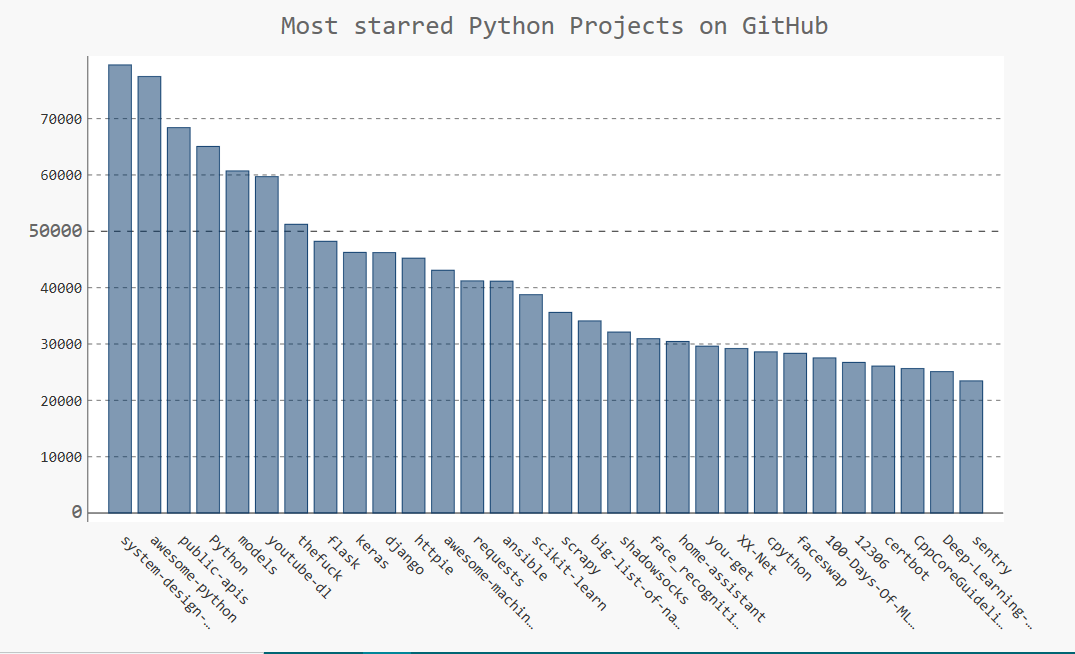 Most starred Python Projects on GitHub
70000
60000
50000
40000
30000
20000
10000
0
system-design-…
awesome-python
public-apis
Python
models
youtube-dl
thefuck
flask
keras
django
httpie
awesome-machin…
requests
ansible
scikit-learn
scrapy
big-list-of-na…
shadowsocks
face_recogniti…
home-assistant
you-get
XX-Net
cpython
faceswap
100-Days-Of-ML…
12306
certbot
CppCoreGuideli…
Deep-Learning-…
sentry